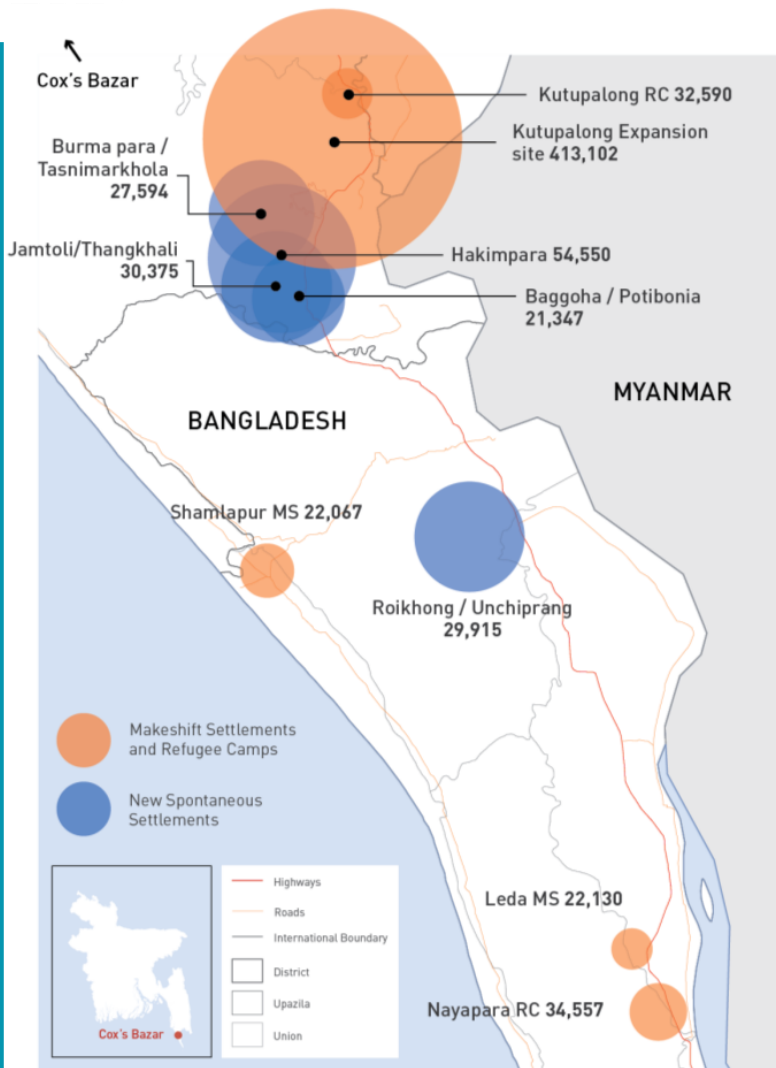 Cox's Bazar
Kutupalong RC 32,590
Kutupalong Expansion
site 413,102
Burma para /
Tasnimarkhola
27,594
Jamtoli/Thangkhali
30,375
Hakimpara 54,550
Baggoha / Potibonia
21,347
MYANMAR
BANGLADESH
Shamlapur MS 22,067
Roikhong / Unchiprang
29,915
Makeshift Settlements
and Refugee Camps
New Spontaneous
Settlements
Highways
Roads
International Boundary
District
Upazila
Union
Cox's Bazar
Leda MS 22,130
Nayapara RC 34,557